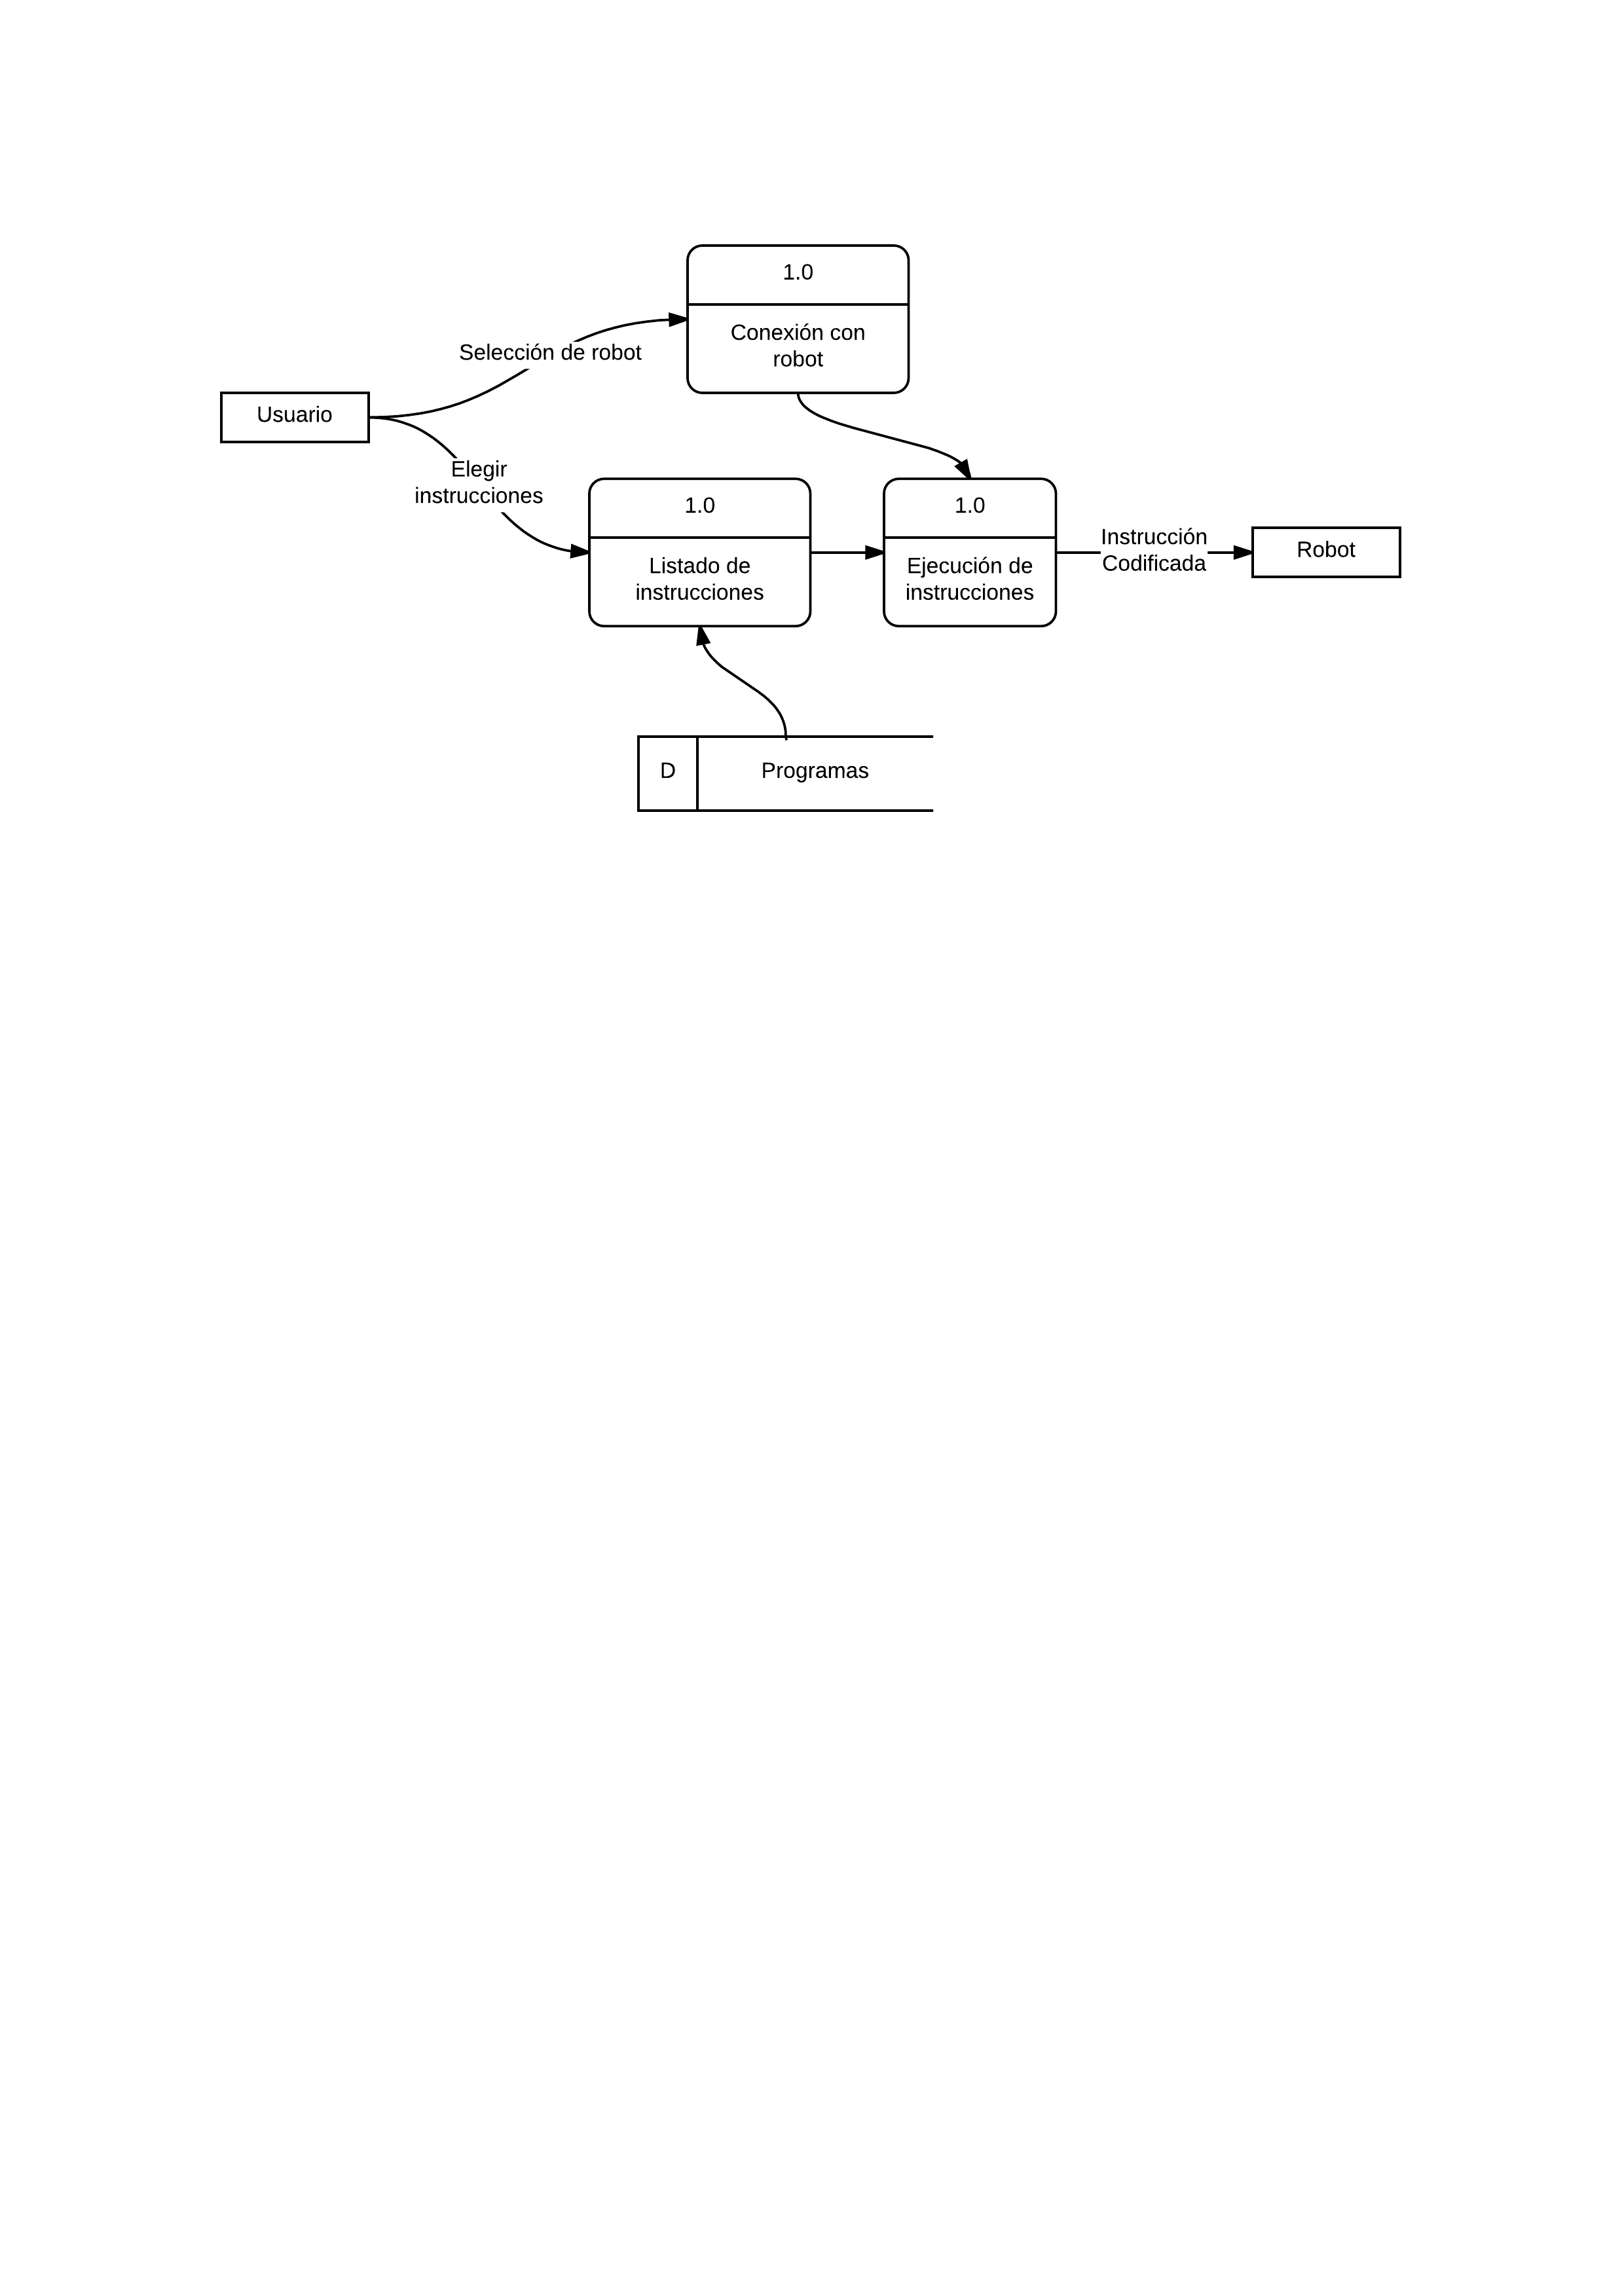 1.0
Conexión con
robot
Selección de robot
Usuario
Elegir
instrucciones
1.0
Listado de
instrucciones
1.0
Ejecución de
instrucciones
Instrucción
Codificada
Robot
D
Programas